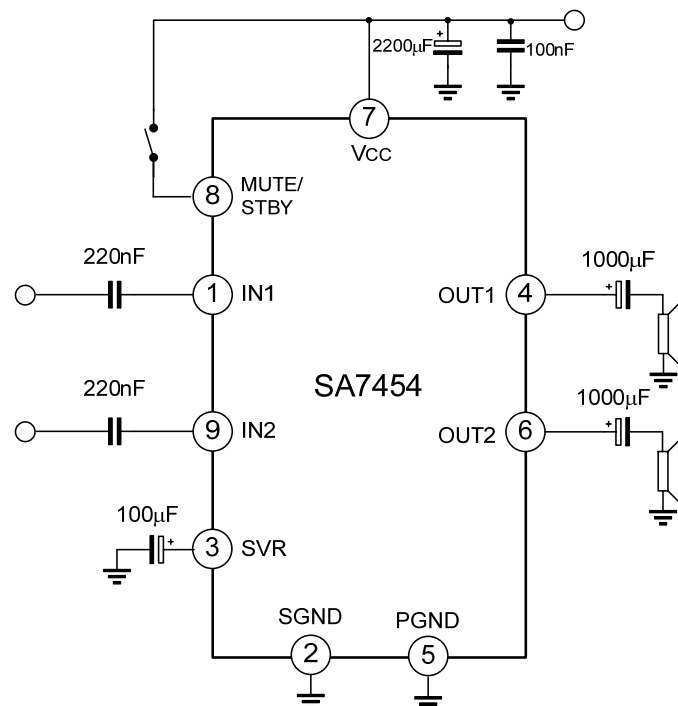 +
2200μF
100nF
7
VCC
8
MUTE/
STBY
220nF
1
IN1
1000μF
+
OUT1
4
SA7454
220nF
9
IN2
1000μF
+
OUT2
6
100μF
+
3
SVR
SGND
2
PGND
5